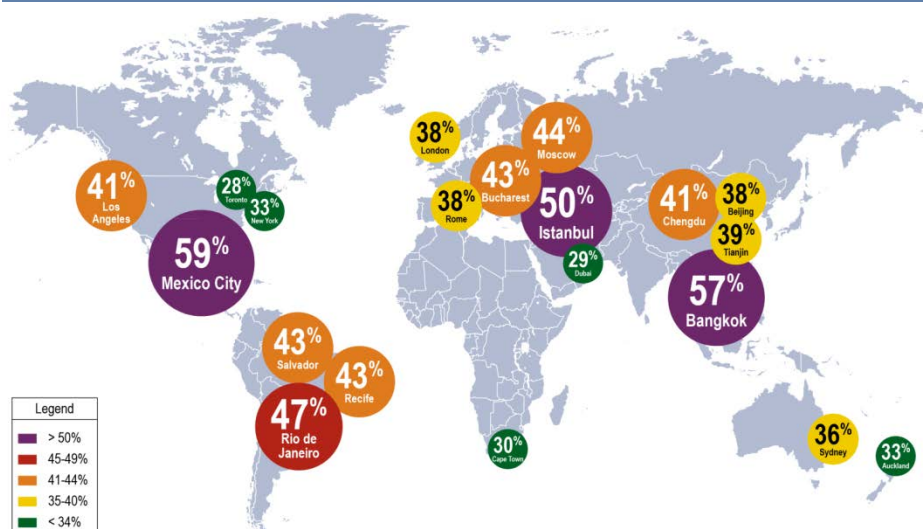 41%
Los
Angeles
28%
Toronto
33%
New York
59%
Mexico City
43%
Salvador
43%
Recife
47%
Rio de
Janeiro
38%
London
44%
Moscow
43%
Bucharest
38%
Rome
50%
Istanbul
29%
Dubai
30%
Cape Town
41%
Chengdu
38%
Beijing
39%
Tianjin
57%
Bangkok
36%
Sydney
33%
Auckland
Legend
> 50%
45-49%
41-44%
35-40%
< 34%